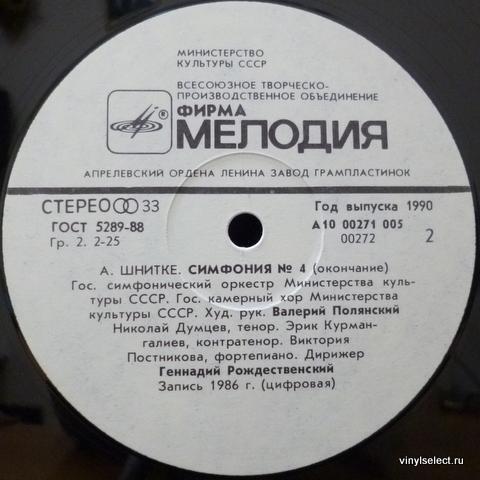 МИНИСТЕРСТВО
КУЛЬТУРЫ СССР
ВСЕСОЮЗНОЕ ТВОРЧЕСКО-
ПРОИЗВОДСТВЕННОЕ ОБЪЕДИНЕНИЕ
® ФИРМА
МЕЛОДИЯ
АПРЕЛЕВСКИЙ ОРДЕНА ЛЕНИНА ЗАВОД ГРАМПЛАСТИНОК
СТЕРЕО 33 Год выпуска 1990
ГОСТ 5289-88 А10 00271 005
Гр. 2. 2-25 00272 2
А. ШНИТКЕ. СИМФОНИЯ № 4 (окончание)
Гос. симфонический оркестр Министерства куль-
туры СССР. Гос. камерный хор Министерства
культуры СССР. Худ. рук. Валерий Полянский
Николай Думцев, тенор. Эрик Курман-
галиев, контратенор. Виктория
Постникова, фортепиано. Дирижер
Геннадий Рождественский
Запись 1986 г. (цифровая)
vinylselect.ru